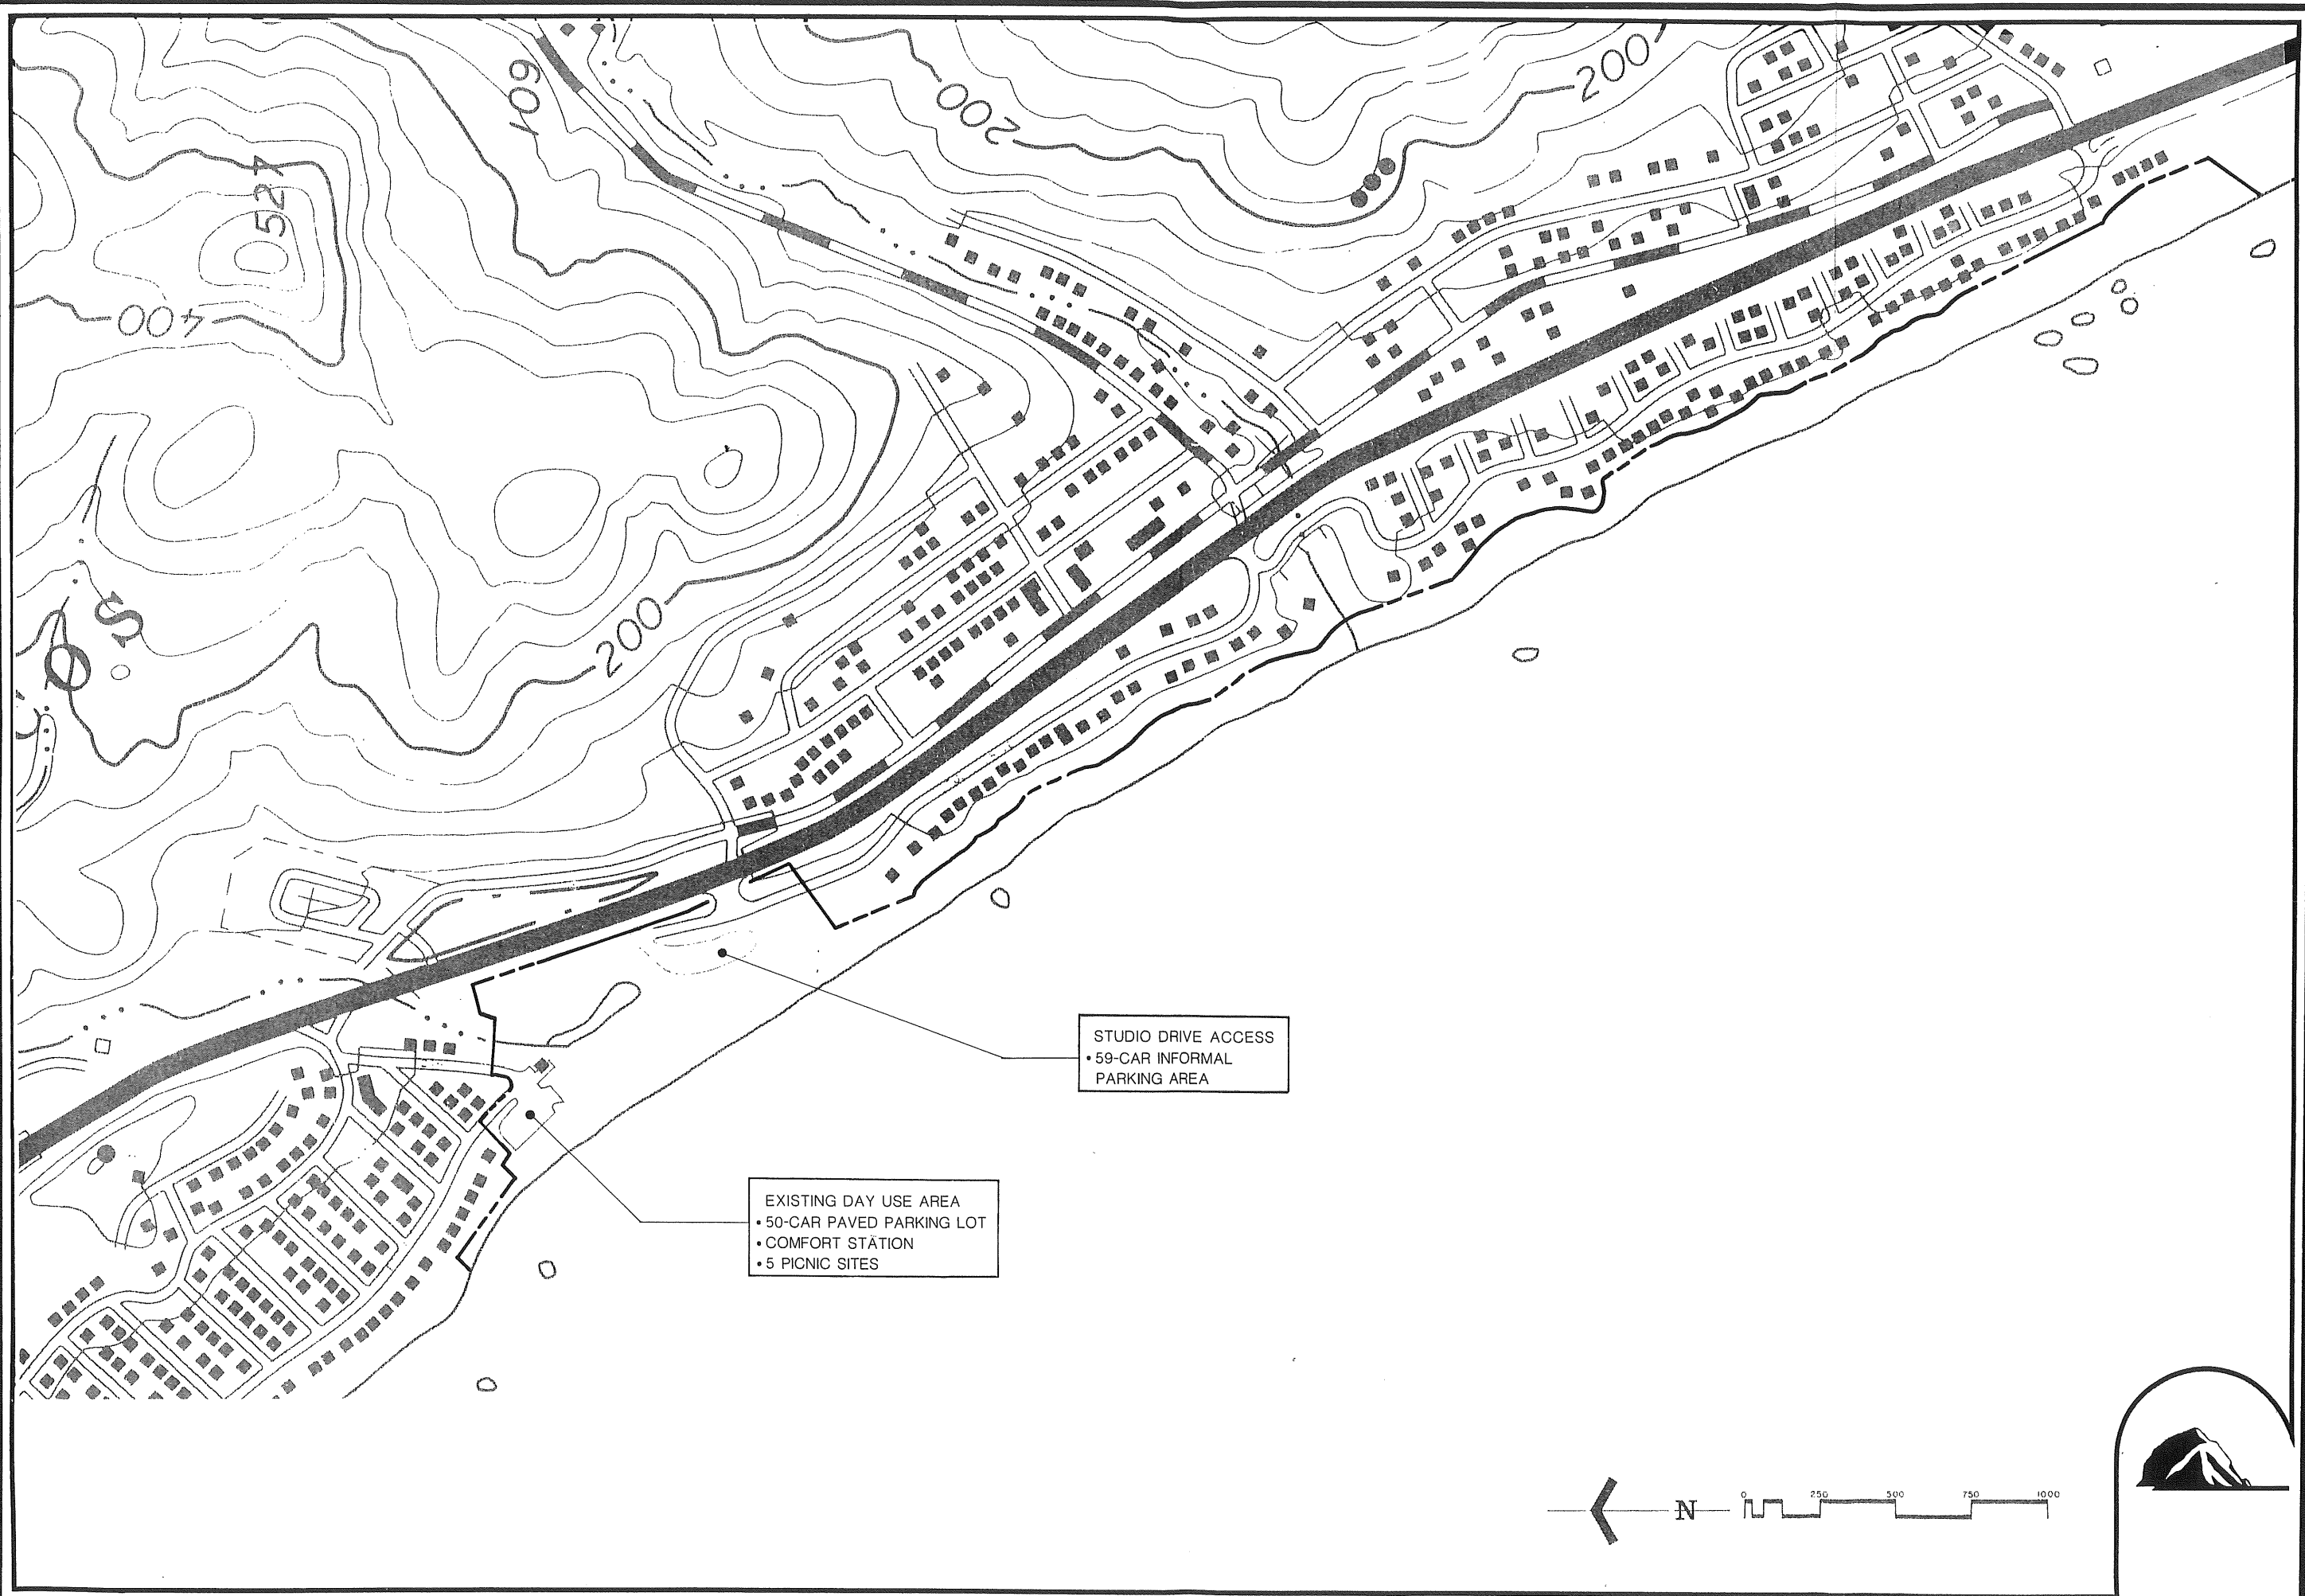 601
200
200
527
400
S
O
200
STUDIO DRIVE ACCESS
• 59-CAR INFORMAL
PARKING AREA
EXISTING DAY USE AREA
• 50-CAR PAVED PARKING LOT
• COMFORT STATION
• 5 PICNIC SITES
N
0 250 500 750 1000